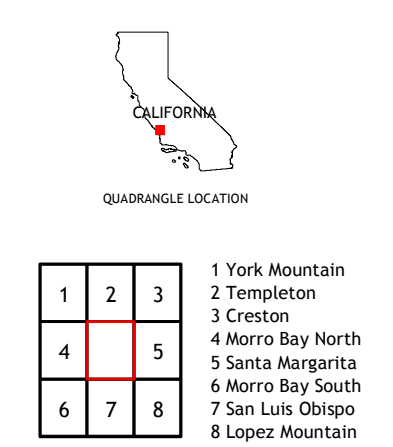 CALIFORNIA
QUADRANGLE LOCATION
1 2 3
4 5
6 7 8
1 York Mountain
2 Templeton
3 Creston
4 Morro Bay North
5 Santa Margarita
6 Morro Bay South
7 San Luis Obispo
8 Lopez Mountain